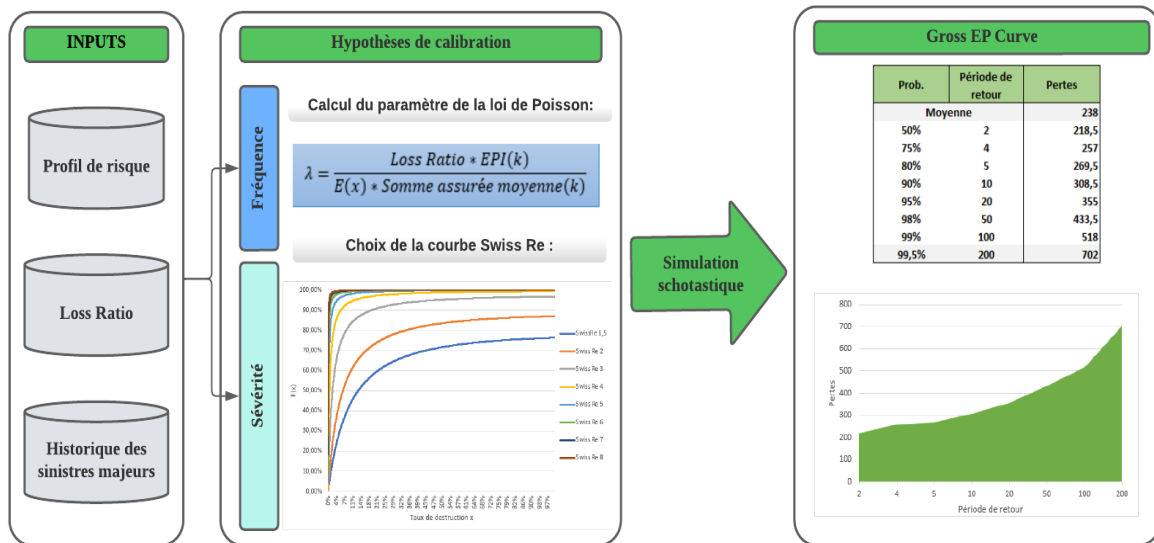 INPUTS
Profil de risque
Loss Ratio
Historique des
sinistres majeurs
Hypothèses de calibration
Fréquence
Calcul du paramètre de la loi de Poisson:
λ = Loss Ratio * EPI(k) / E(x) * Somme assurée moyenne(k)
Sévérité
Choix de la courbe Swiss Re :
100,00%
90,00%
80,00%
70,00%
60,00%
50,00%
40,00%
30,00%
20,00%
10,00%
0,00%
SwissRe 1,5
Swiss Re 2
Swiss Re 3
Swiss Re 4
Swiss Re 5
Swiss Re 6
Swiss Re 7
Swiss Re 8
Taux de destruction x
Simulation
schotastique
Gross EP Curve
Prob. Période de retour Pertes
Moyenne 238
50% 2 218,5
75% 4 257
80% 5 269,5
90% 10 308,5
95% 20 355
98% 50 433,5
99% 100 518
99,5% 200 702
800
700
600
500
400
300
200
100
0
Pertes
2 4 5 10 20 50 100 200
Période de retour